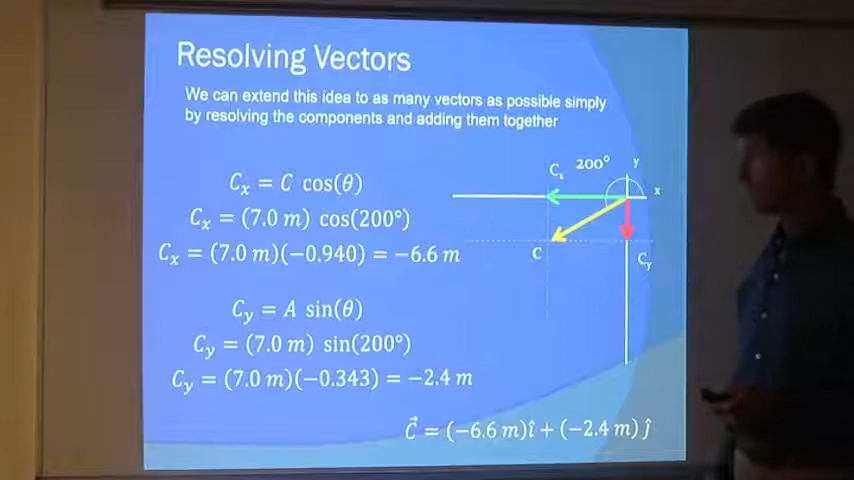 Resolving Vectors
We can extend this idea to as many vectors as possible simply
by resolving the components and adding them together
Cₓ = C cos(θ)
Cₓ = (7.0 m) cos(200°)
Cₓ = (7.0 m)(−0.940) = −6.6 m
C_y = A sin(θ)
C_y = (7.0 m) sin(200°)
C_y = (7.0 m)(−0.343) = −2.4 m
Cₓ 200° y
x
C
C_y
C⃗ = (−6.6 m)î + (−2.4 m) ĵ